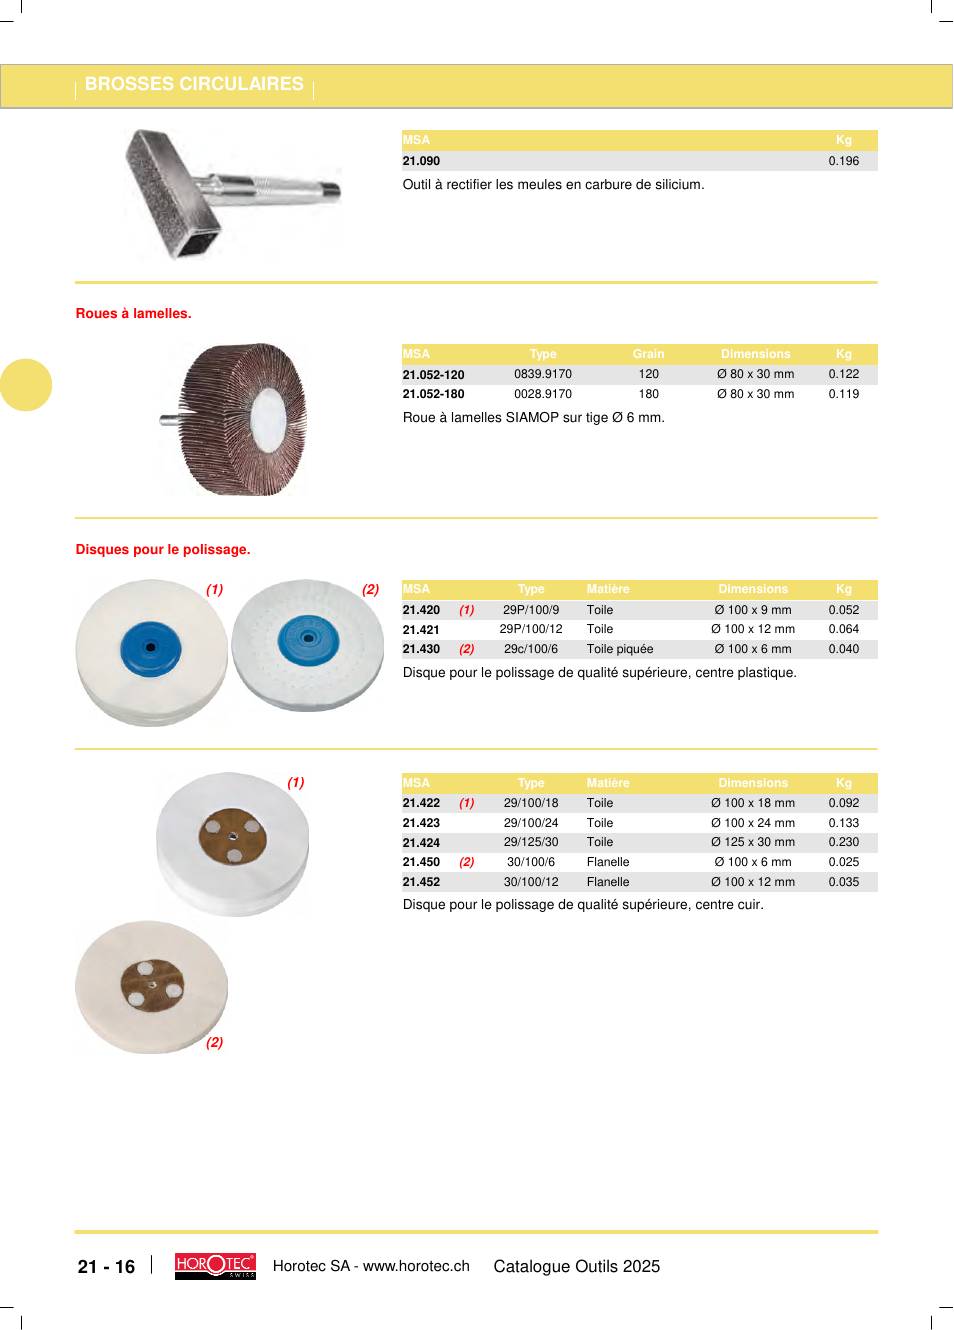 BROSSES CIRCULAIRES
MSA Kg
21.090 0.196
Outil à rectifier les meules en carbure de silicium.
Roues à lamelles.
MSA Type Grain Dimensions Kg
21.052-120 0839.9170 120 Ø 80 x 30 mm 0.122
21.052-180 0028.9170 180 Ø 80 x 30 mm 0.119
Roue à lamelles SIAMOP sur tige Ø 6 mm.
Disques pour le polissage.
(1) (2)
MSA Type Matière Dimensions Kg
21.420 (1) 29P/100/9 Toile Ø 100 x 9 mm 0.052
21.421 29P/100/12 Toile Ø 100 x 12 mm 0.064
21.430 (2) 29c/100/6 Toile piquée Ø 100 x 6 mm 0.040
Disque pour le polissage de qualité supérieure, centre plastique.
(1)
MSA Type Matière Dimensions Kg
21.422 (1) 29/100/18 Toile Ø 100 x 18 mm 0.092
21.423 29/100/24 Toile Ø 100 x 24 mm 0.133
21.424 29/125/30 Toile Ø 125 x 30 mm 0.230
21.450 (2) 30/100/6 Flanelle Ø 100 x 6 mm 0.025
21.452 30/100/12 Flanelle Ø 100 x 12 mm 0.035
Disque pour le polissage de qualité supérieure, centre cuir.
(2)
21 - 16 HOROTEC® SWISS Horotec SA - www.horotec.ch Catalogue Outils 2025